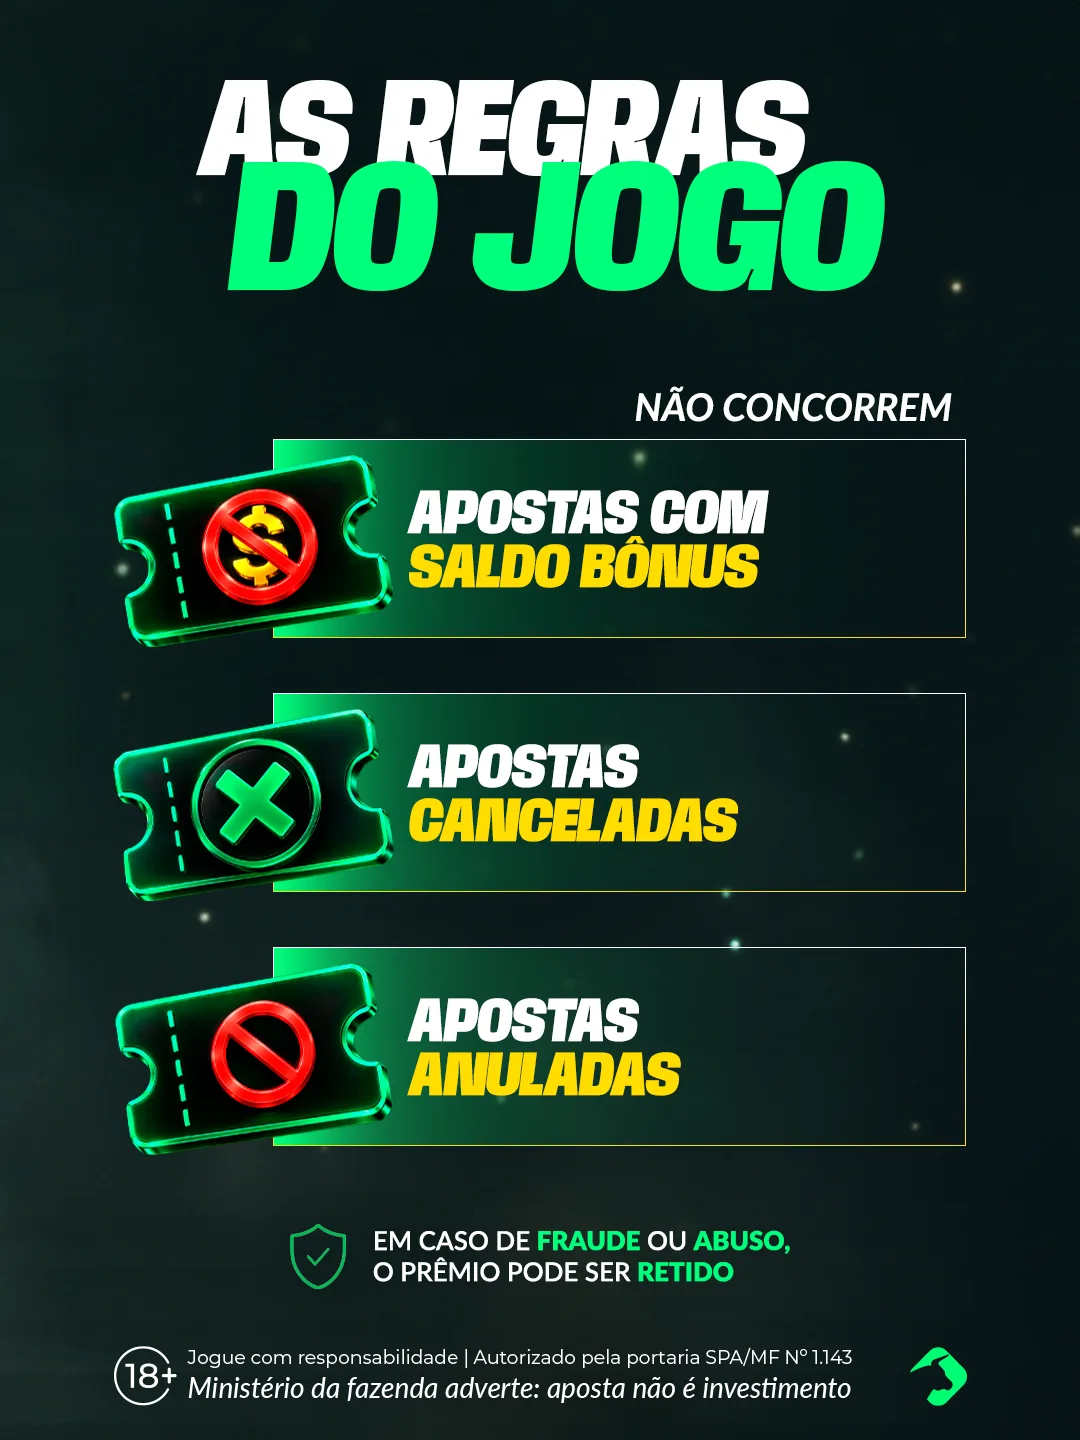 AS REGRAS
DO JOGO
NÃO CONCORREM
APOSTAS COM
SALDO BÔNUS
APOSTAS
CANCELADAS
APOSTAS
ANULADAS
EM CASO DE FRAUDE OU ABUSO,
O PRÊMIO PODE SER RETIDO
18+
Jogue com responsabilidade | Autorizado pela portaria SPA/MF Nº 1.143
Ministério da fazenda adverte: aposta não é investimento